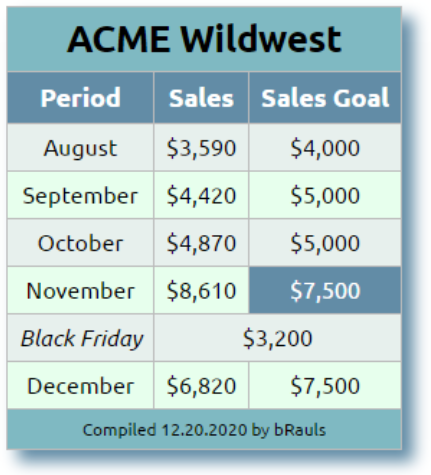 ACME Wildwest
Period Sales Sales Goal
August $3,590 $4,000
September $4,420 $5,000
October $4,870 $5,000
November $8,610 $7,500
Black Friday $3,200
December $6,820 $7,500
Compiled 12.20.2020 by bRauls